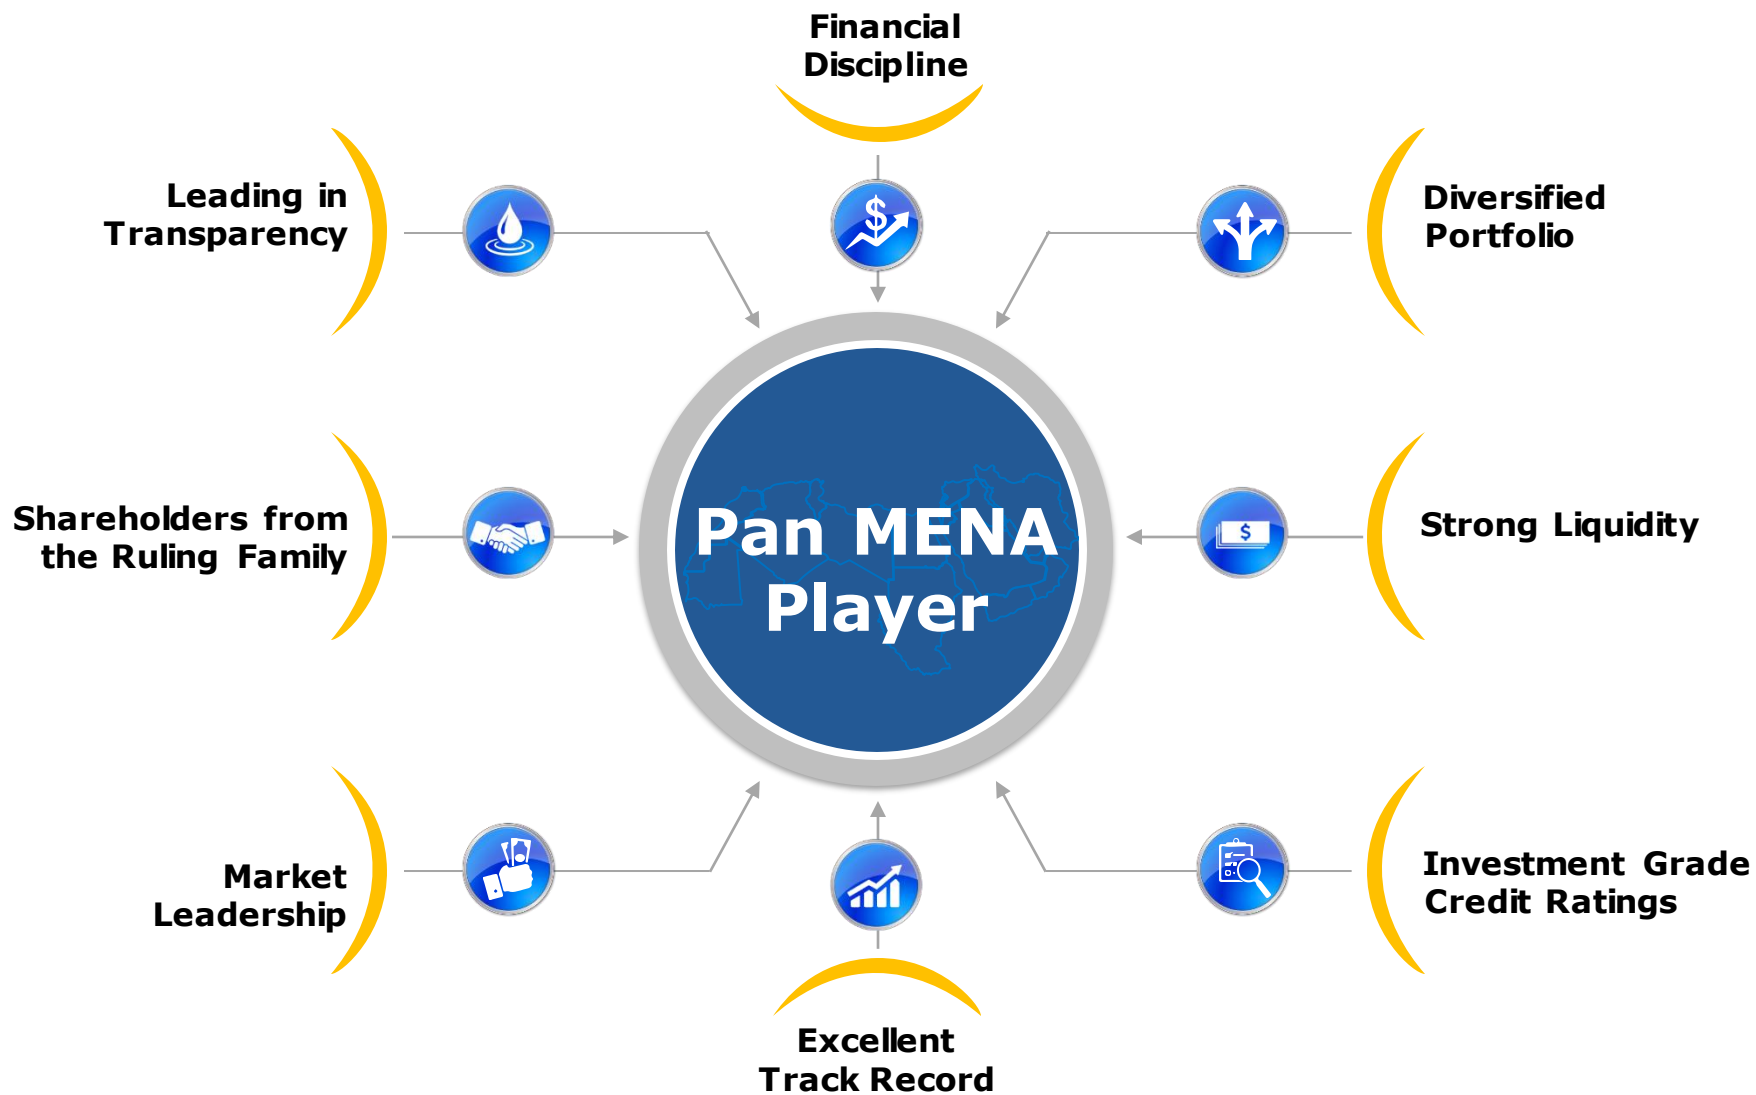 Financial
Discipline
Leading in
Transparency
Diversified
Portfolio
Shareholders from
the Ruling Family
Pan MENA
Player
Strong Liquidity
Market
Leadership
Investment Grade
Credit Ratings
Excellent
Track Record
$
$